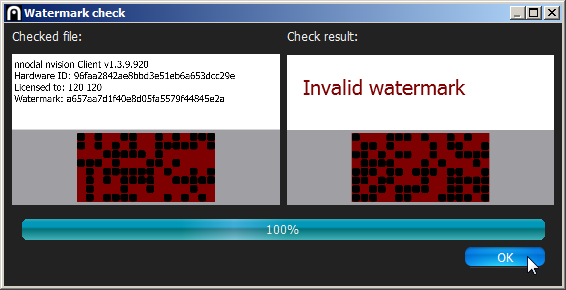 Watermark check
Checked file:
Check result:
nnodal nvision Client v1.3.9.920
Hardware ID: 96faa2842ae8bbd3e51eb6a653dcc29e
Licensed to: 120 120
Watermark: a657aa7d1f40e8d05fa5579f44845e2a
Invalid watermark
100%
OK